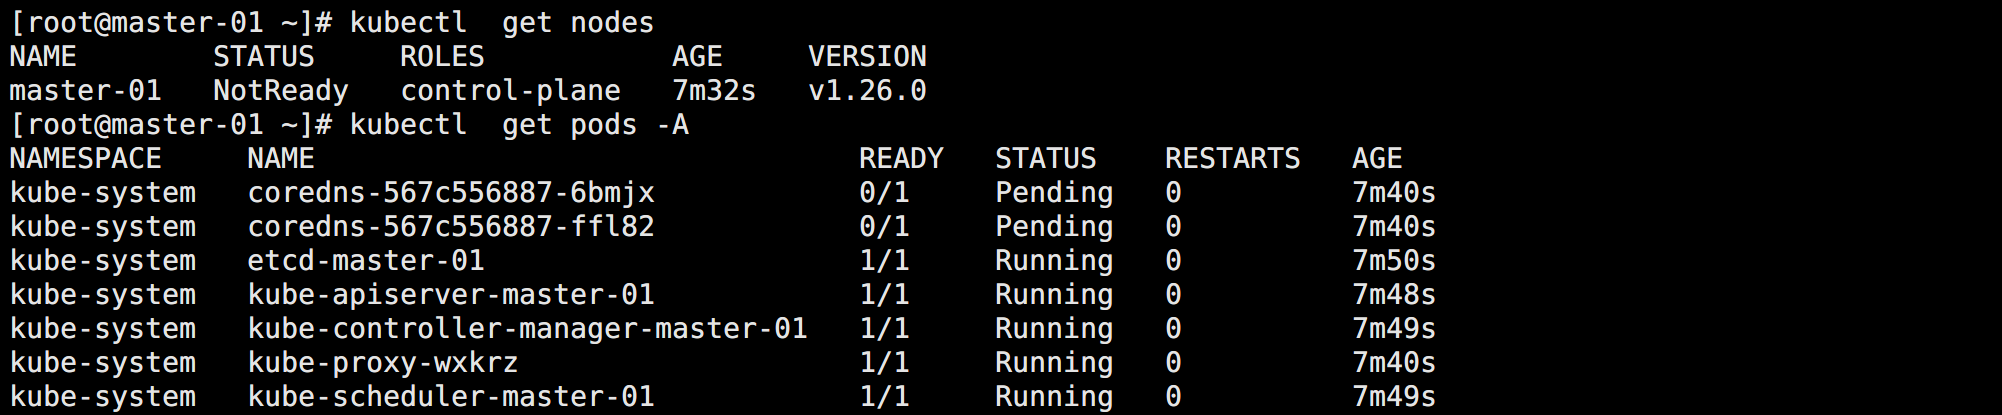 [root@master-01 ~]# kubectl  get nodes
NAME        STATUS     ROLES           AGE     VERSION
master-01   NotReady   control-plane   7m32s   v1.26.0
[root@master-01 ~]# kubectl  get pods -A
NAMESPACE     NAME                                READY   STATUS    RESTARTS   AGE
kube-system   coredns-567c556887-6bmjx            0/1     Pending   0          7m40s
kube-system   coredns-567c556887-ffl82            0/1     Pending   0          7m40s
kube-system   etcd-master-01                      1/1     Running   0          7m50s
kube-system   kube-apiserver-master-01            1/1     Running   0          7m48s
kube-system   kube-controller-manager-master-01   1/1     Running   0          7m49s
kube-system   kube-proxy-wxkrz                    1/1     Running   0          7m40s
kube-system   kube-scheduler-master-01            1/1     Running   0          7m49s